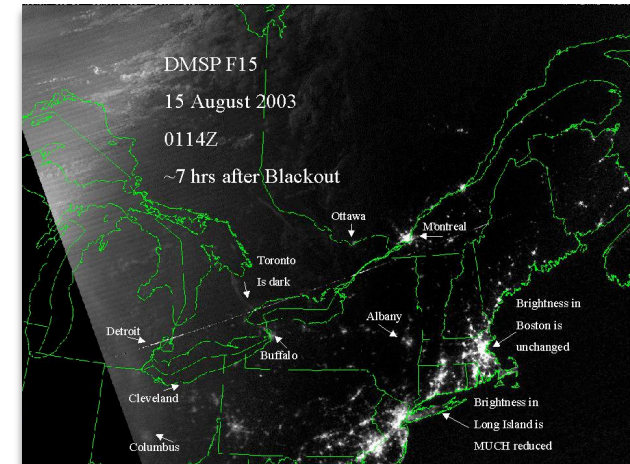 DMSP F15
15 August 2003
0114Z
~7 hrs after Blackout
Ottawa
Montreal
Toronto
Is dark
Detroit
Buffalo
Albany
Brightness in
Boston is
unchanged
Cleveland
Columbus
Brightness in
Long Island is
MUCH reduced